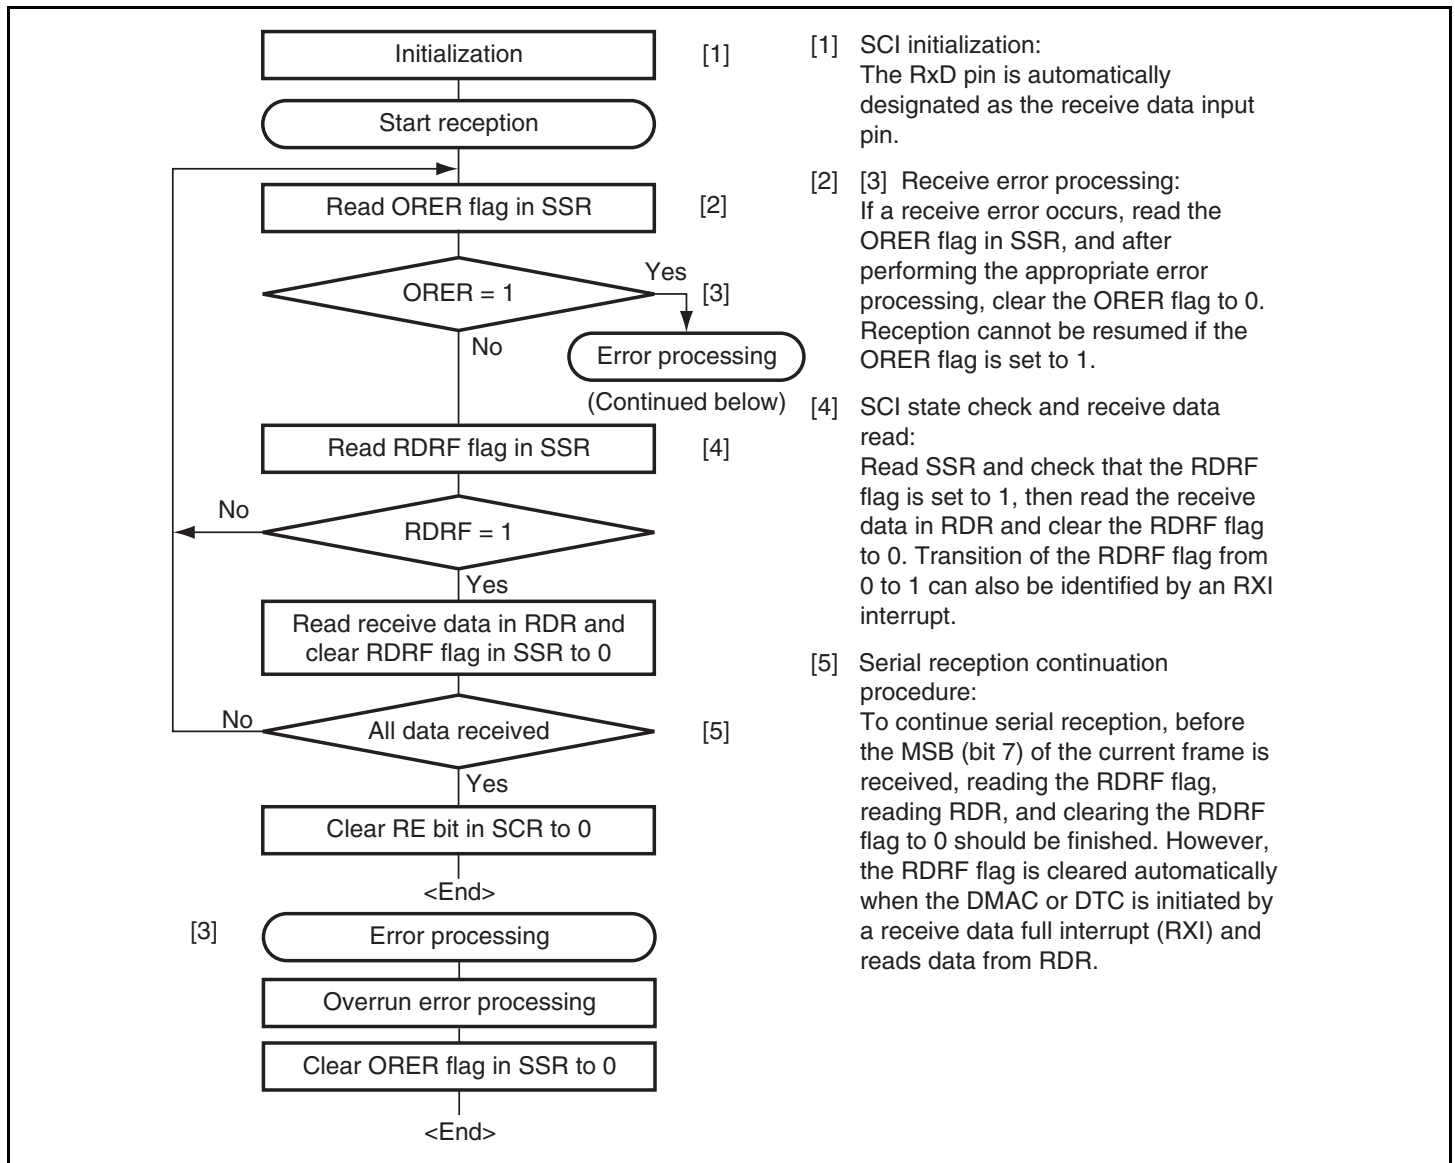 Initialization
[1]
Start reception
Read ORER flag in SSR
[2]
Yes
ORER = 1
[3]
No
Error processing
(Continued below)
Read RDRF flag in SSR
[4]
No
RDRF = 1
Yes
Read receive data in RDR and
clear RDRF flag in SSR to 0
No
All data received
[5]
Yes
Clear RE bit in SCR to 0
<End>
[3]
Error processing
Overrun error processing
Clear ORER flag in SSR to 0
<End>
[1] SCI initialization:
The RxD pin is automatically
designated as the receive data input
pin.
[2] [3] Receive error processing:
If a receive error occurs, read the
ORER flag in SSR, and after
performing the appropriate error
processing, clear the ORER flag to 0.
Reception cannot be resumed if the
ORER flag is set to 1.
[4] SCI state check and receive data
read:
Read SSR and check that the RDRF
flag is set to 1, then read the receive
data in RDR and clear the RDRF flag
to 0. Transition of the RDRF flag from
0 to 1 can also be identified by an RXI
interrupt.
[5] Serial reception continuation
procedure:
To continue serial reception, before
the MSB (bit 7) of the current frame is
received, reading the RDRF flag,
reading RDR, and clearing the RDRF
flag to 0 should be finished. However,
the RDRF flag is cleared automatically
when the DMAC or DTC is initiated by
a receive data full interrupt (RXI) and
reads data from RDR.